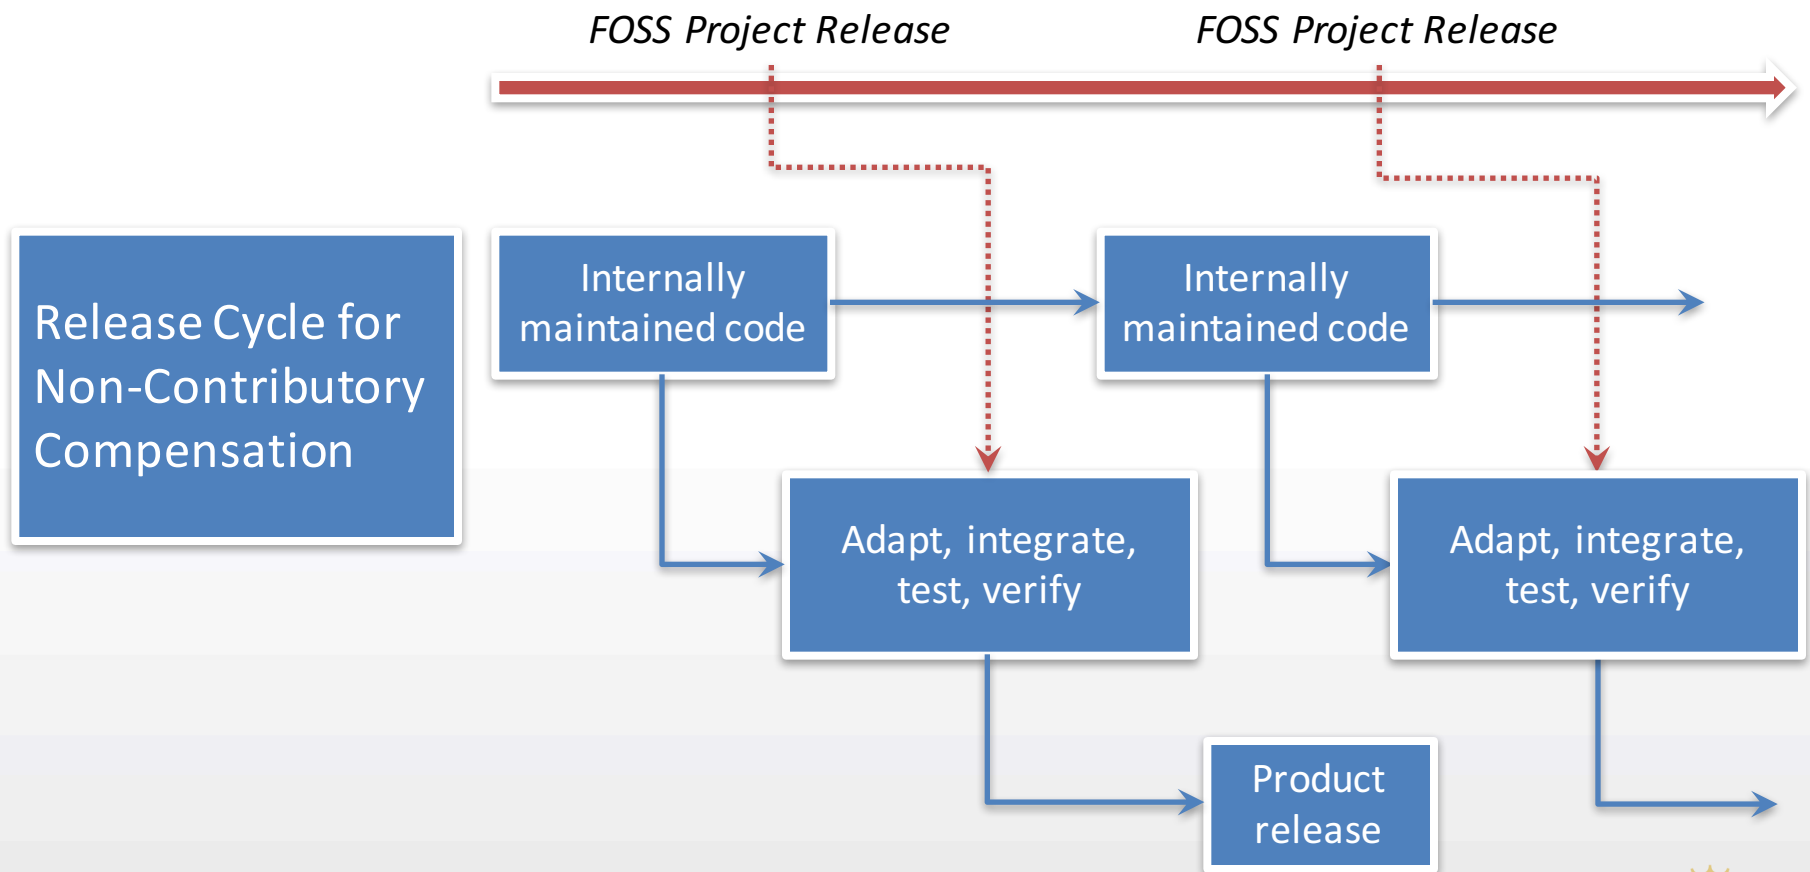 FOSS Project Release
FOSS Project Release
Release Cycle for
Non-Contributory
Compensation
Internally
maintained code
Internally
maintained code
Adapt, integrate,
test, verify
Adapt, integrate,
test, verify
Product
release